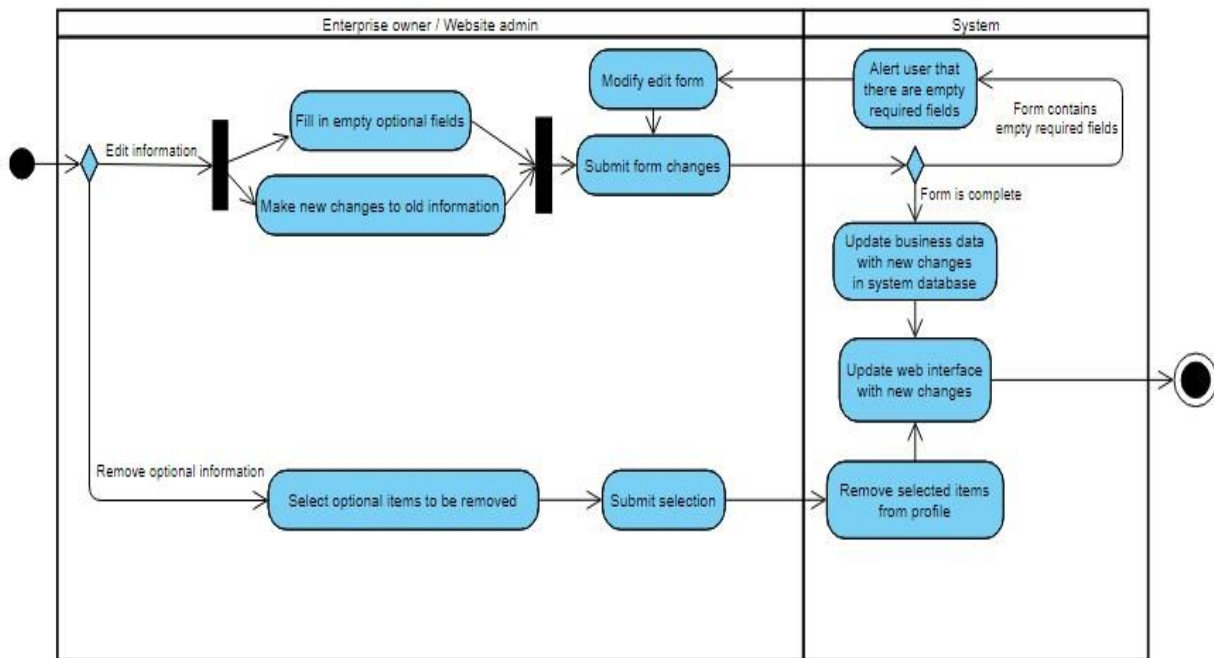 Enterprise owner / Website admin
System
Modify edit form
Alert user that
there are empty
required fields
Form contains
empty required fields
Fill in empty optional fields
Edit information
Submit form changes
Make new changes to old information
Form is complete
Update business data
with new changes
in system database
Update web interface
with new changes
Remove optional information
Select optional items to be removed
Submit selection
Remove selected items
from profile